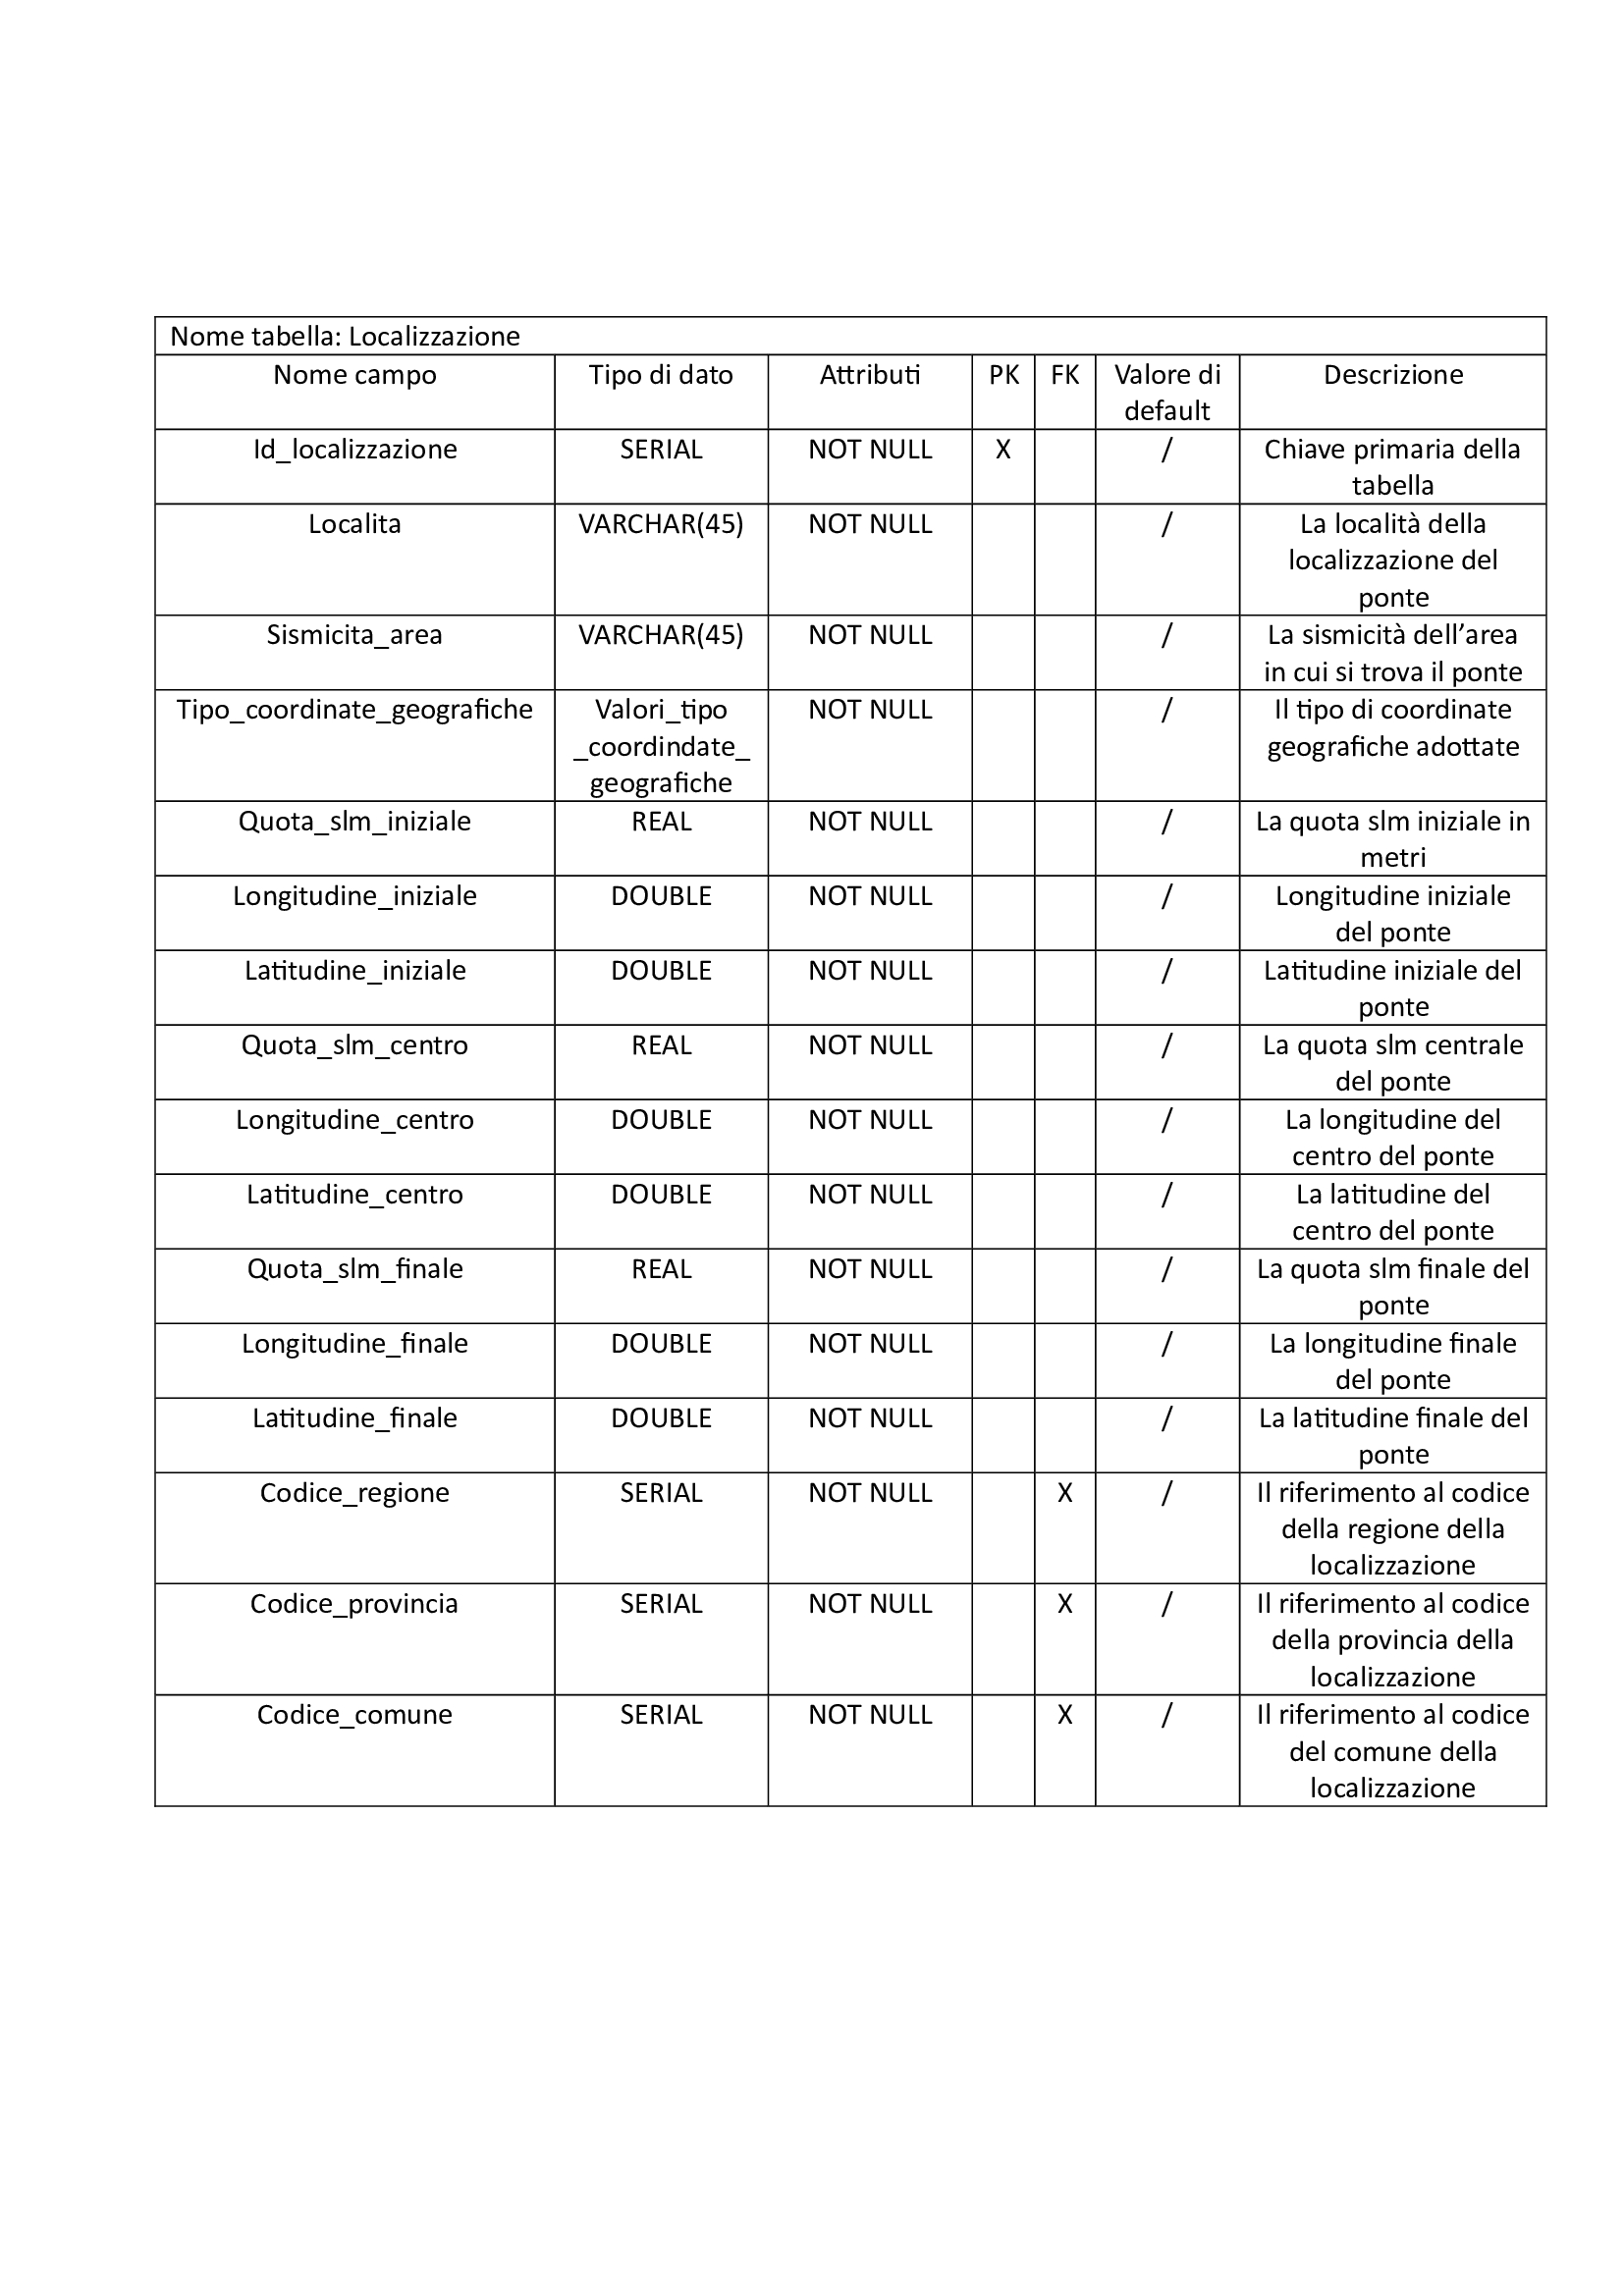 Nome tabella: Localizzazione
Nome campo Tipo di dato Attributi PK FK Valore di default Descrizione
Id_localizzazione SERIAL NOT NULL X / Chiave primaria della
tabella
Localita VARCHAR(45) NOT NULL / La località della
localizzazione del
ponte
Sismicita_area VARCHAR(45) NOT NULL / La sismicità dell’area
in cui si trova il ponte
Tipo_coordinate_geografiche Valori_tipo NOT NULL / Il tipo di coordinate
_coordindate_ geografiche adottate
geografiche
Quota_slm_iniziale REAL NOT NULL / La quota slm iniziale in
metri
Longitudine_iniziale DOUBLE NOT NULL / Longitudine iniziale
del ponte
Latitudine_iniziale DOUBLE NOT NULL / Latitudine iniziale del
ponte
Quota_slm_centro REAL NOT NULL / La quota slm centrale
del ponte
Longitudine_centro DOUBLE NOT NULL / La longitudine del
centro del ponte
Latitudine_centro DOUBLE NOT NULL / La latitudine del
centro del ponte
Quota_slm_finale REAL NOT NULL / La quota slm finale del
ponte
Longitudine_finale DOUBLE NOT NULL / La longitudine finale
del ponte
Latitudine_finale DOUBLE NOT NULL / La latitudine finale del
ponte
Codice_regione SERIAL NOT NULL X / Il riferimento al codice
della regione della
localizzazione
Codice_provincia SERIAL NOT NULL X / Il riferimento al codice
della provincia della
localizzazione
Codice_comune SERIAL NOT NULL X / Il riferimento al codice
del comune della
localizzazione